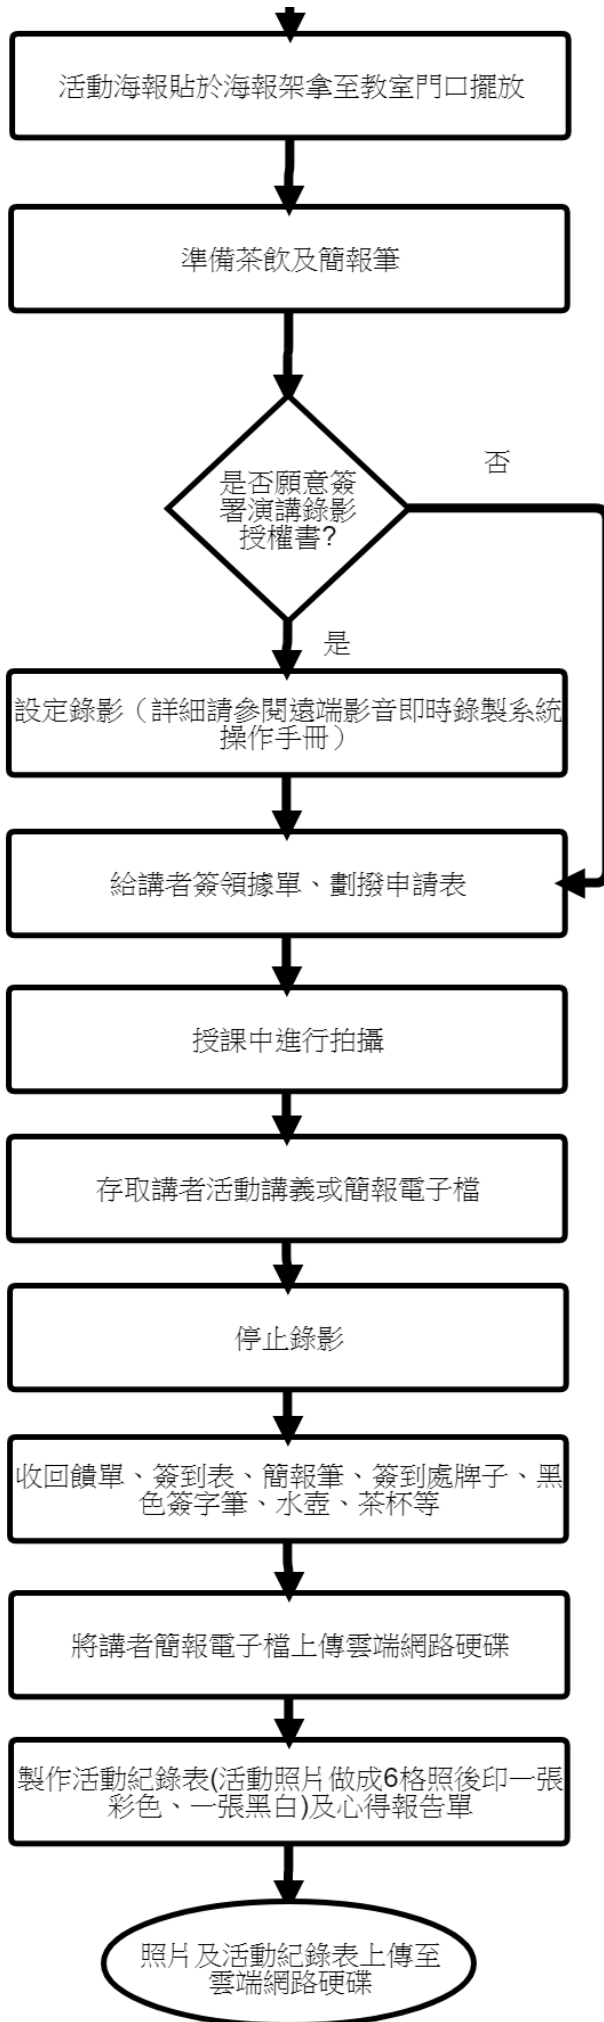 活動海報貼於海報架拿至教室門口擺放
準備茶飲及簡報筆
是否願意簽
署演講錄影
授權書?
否
是
設定錄影（詳細請參閱遠端影音即時錄製系統
操作手冊）
給講者簽領據單、劃撥申請表
授課中進行拍攝
存取講者活動講義或簡報電子檔
停止錄影
收回饋單、簽到表、簡報筆、簽到處牌子、黑
色簽字筆、水壺、茶杯等
將講者簡報電子檔上傳雲端網路硬碟
製作活動紀錄表(活動照片做成6格照後印一張
彩色、一張黑白)及心得報告單
照片及活動紀錄表上傳至
雲端網路硬碟